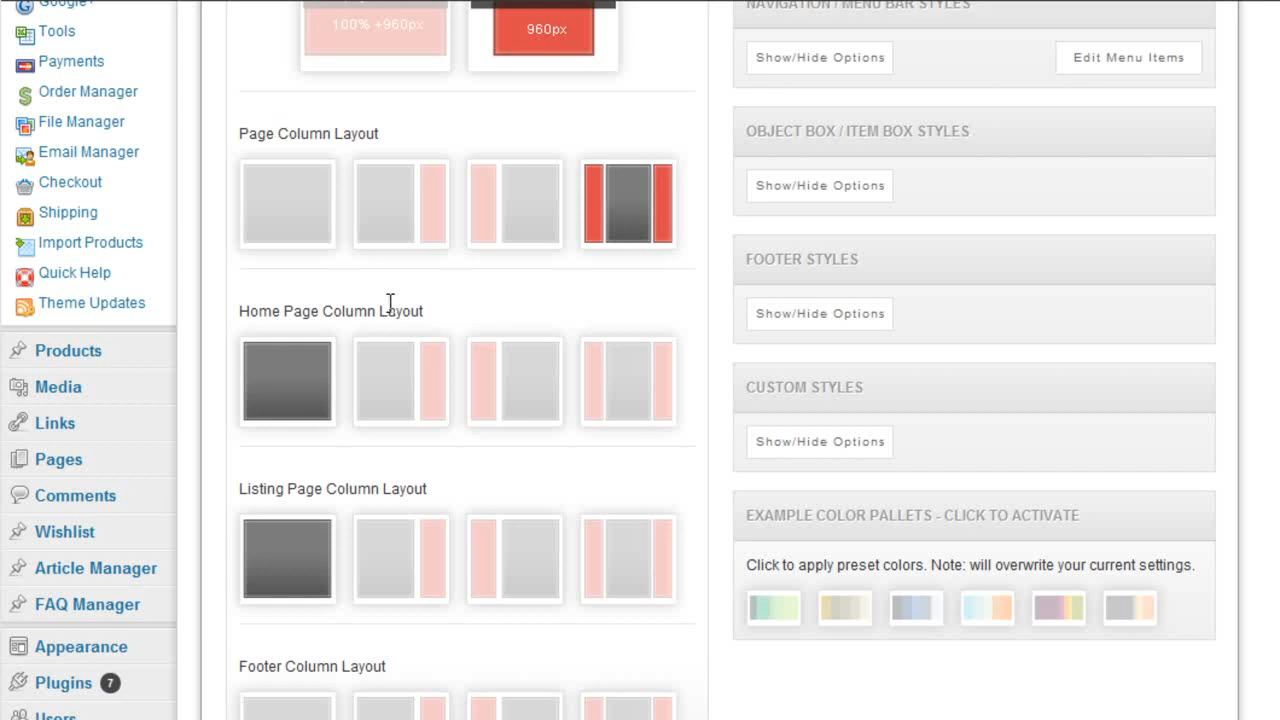 Google+
Tools
Payments
Order Manager
File Manager
Email Manager
Checkout
Shipping
Import Products
Quick Help
Theme Updates
Products
Media
Links
Pages
Comments
Wishlist
Article Manager
FAQ Manager
Appearance
Plugins 7
Users
100% +960px
960px
Page Column Layout
Home Page Column Layout
Listing Page Column Layout
Footer Column Layout
NAVIGATION / MENU BAR STYLES
Show/Hide Options
Edit Menu Items
OBJECT BOX / ITEM BOX STYLES
Show/Hide Options
FOOTER STYLES
Show/Hide Options
CUSTOM STYLES
Show/Hide Options
EXAMPLE COLOR PALLETS - CLICK TO ACTIVATE
Click to apply preset colors. Note: will overwrite your current settings.